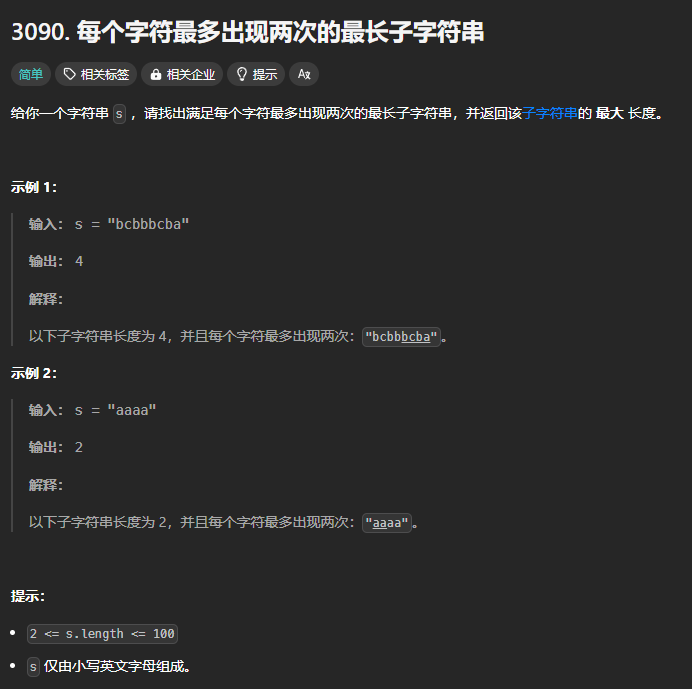 3090. 每个字符最多出现两次的最长子字符串
简单 相关标签 相关企业 提示 Ax
给你一个字符串 s ，请找出满足每个字符最多出现两次的最长子字符串，并返回该子字符串的 最大 长度。
示例 1：
输入： s = "bcbbbcba"
输出： 4
解释：
以下子字符串长度为 4，并且每个字符最多出现两次："bcbbbcba"。
示例 2：
输入： s = "aaaa"
输出： 2
解释：
以下子字符串长度为 2，并且每个字符最多出现两次："aaaa"。
提示：
• 2 <= s.length <= 100
• s 仅由小写英文字母组成。